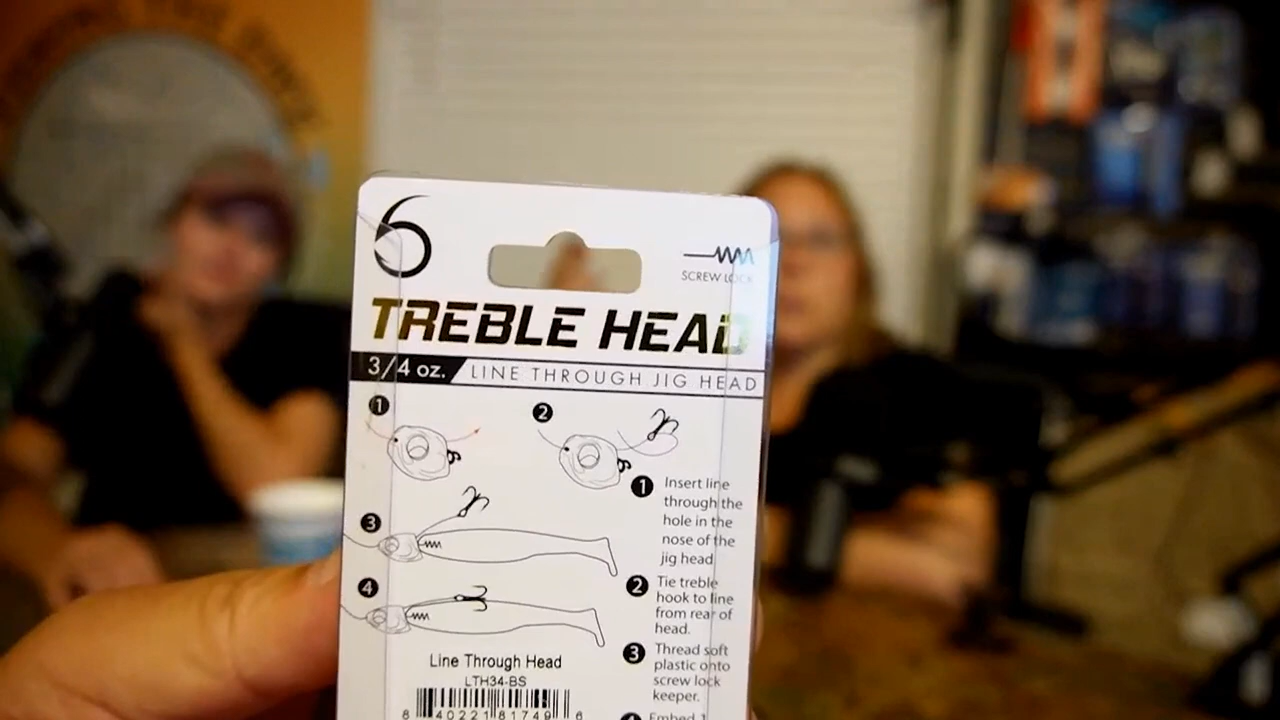 6
SCREW LOCK
TREBLE HEAD
3/4 oz. LINE THROUGH JIG HEAD
1
2
3
4
1 Insert line
through the
hole in the
nose of the
jig head
2 Tie treble
hook to line
from rear of
head.
3 Thread soft
plastic onto
screw lock
keeper.
4 Embed 1
Line Through Head
LTH34-BS
8 40221 81749 6